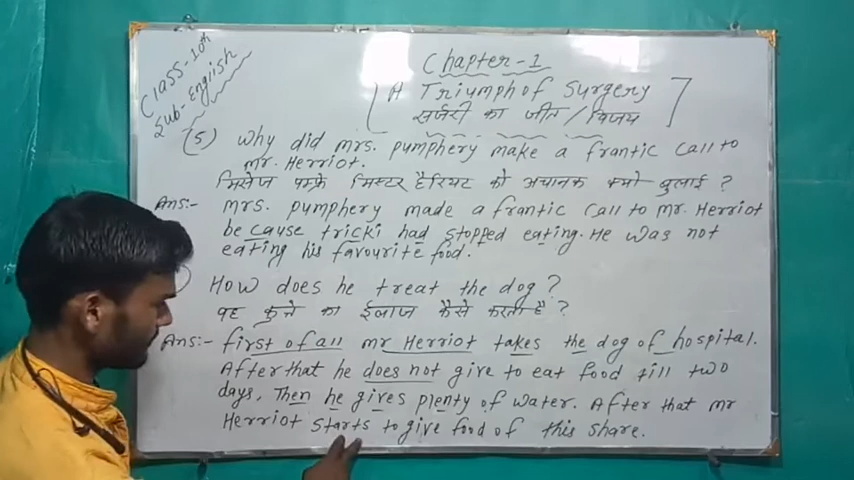 Class-10th
Sub-English
Chapter-1
[A Triumph of Surgery]
सर्जरी का जीत/विजय
(5) Why did mrs. pumphery make a frantic call to
mr. Herriot.
मिसेज पम्फ्रे मिस्टर हैरियट को अचानक क्यो बुलाई ?
Ans:- mrs. pumphery made a frantic call to mr. Herriot
be cause tricki had stopped eating. He was not
eating his favourite food.
How does he treat the dog?
वह कुत्ते का ईलाज कैसे करता है ?
Ans:- first of all mr Herriot takes the dog of hospital.
After that he does not give to eat food till two
days, Then he gives plenty of water. After that mr
Herriot starts to give food of this share.